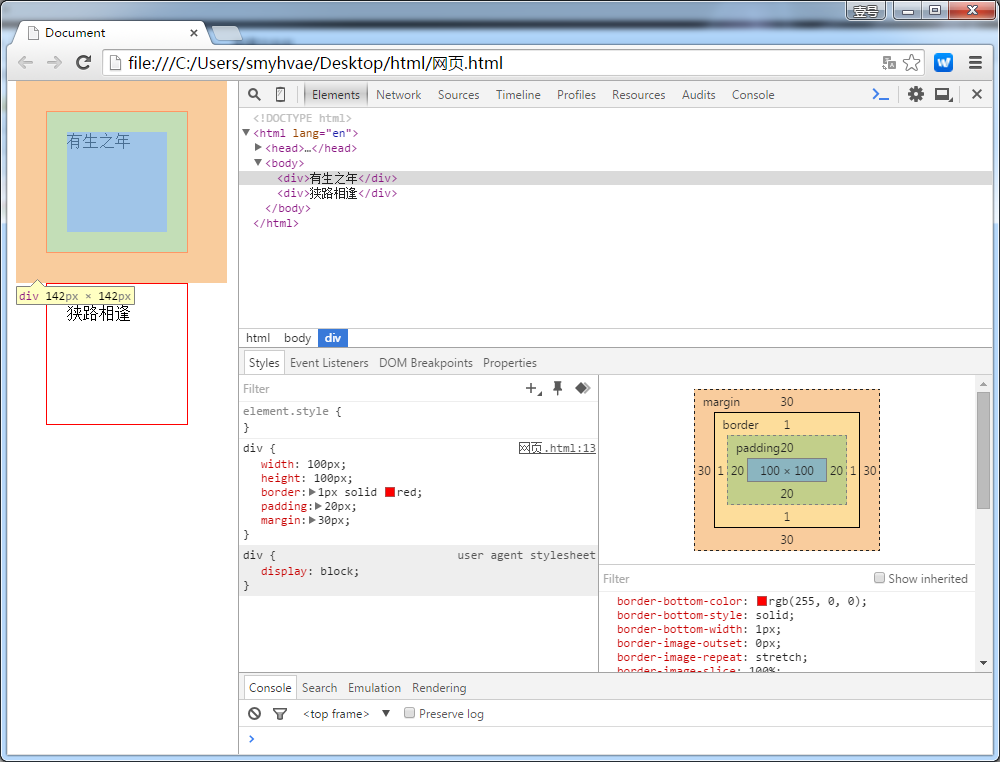 壹号
Document
file:///C:/Users/smyhvae/Desktop/html/网页.html
有生之年
div 142px × 142px
狭路相逢
Elements Network Sources Timeline Profiles Resources Audits Console
<!DOCTYPE html>
<html lang="en">
<head>…</head>
<body>
<div>有生之年</div>
<div>狭路相逢</div>
</body>
</html>
html body div
Styles Event Listeners DOM Breakpoints Properties
Filter
element.style {
}
div { 网页.html:13
width: 100px;
height: 100px;
border: 1px solid red;
padding: 20px;
margin: 30px;
}
div { user agent stylesheet
display: block;
}
margin 30
border 1
padding 20
30 1 20 100 × 100 20 1 30
20
1
30
Filter Show inherited
border-bottom-color: rgb(255, 0, 0);
border-bottom-style: solid;
border-bottom-width: 1px;
border-image-outset: 0px;
border-image-repeat: stretch;
border-image-slice: 100%;
Console Search Emulation Rendering
<top frame> Preserve log